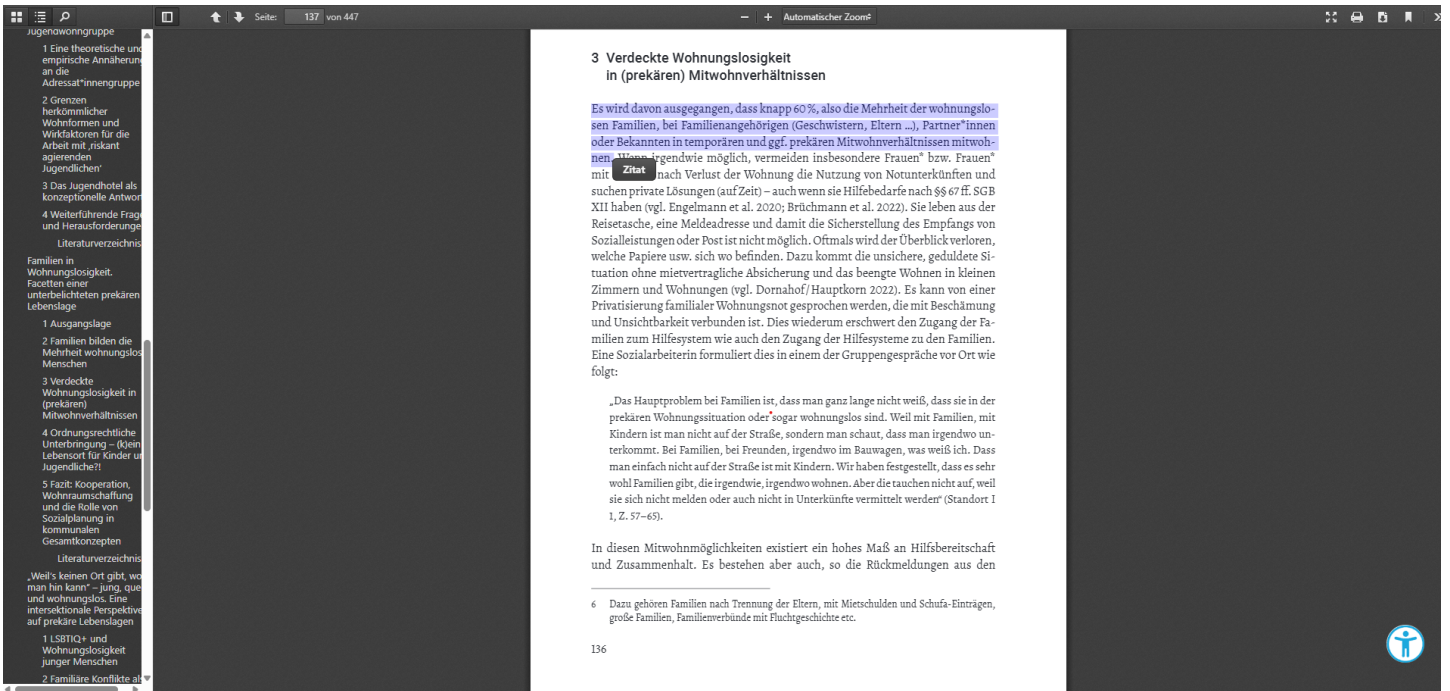 Seite:
137
von 447
Automatischer Zoom
Jugendwohngruppe
1 Eine theoretische und
empirische Annäherun
an die
Adressat*innengruppe
2 Grenzen
herkömmlicher
Wohnformen und
Wirkfaktoren für die
Arbeit mit ‚riskant
agierenden
Jugendlichen‘
3 Das Jugendhotel als
konzeptionelle Antwor
4 Weiterführende Frage
und Herausforderunge
Literaturverzeichnis
Familien in
Wohnungslosigkeit.
Facetten einer
unterbelichteten prekären
Lebenslage
1 Ausgangslage
2 Familien bilden die
Mehrheit wohnungslos
Menschen
3 Verdeckte
Wohnungslosigkeit in
(prekären)
Mitwohnverhältnissen
4 Ordnungsrechtliche
Unterbringung – (k)ein
Lebensort für Kinder un
Jugendliche?!
5 Fazit: Kooperation,
Wohnraumschaffung
und die Rolle von
Sozialplanung in
kommunalen
Gesamtkonzepten
Literaturverzeichnis
„Weil's keinen Ort gibt, wo
man hin kann“ – jung, que
und wohnungslos. Eine
intersektionale Perspektive
auf prekäre Lebenslagen
1 LSBTIQ+ und
Wohnungslosigkeit
junger Menschen
2 Familiäre Konflikte al
3 Verdeckte Wohnungslosigkeit
in (prekären) Mitwohnverhältnissen
Es wird davon ausgegangen, dass knapp 60 %, also die Mehrheit der wohnungslo-
sen Familien, bei Familienangehörigen (Geschwistern, Eltern …), Partner*innen
oder Bekannten in temporären und ggf. prekären Mitwohnverhältnissen mitwoh-
nen. Wenn irgendwie möglich, vermeiden insbesondere Frauen* bzw. Frauen*
mit Zitat nach Verlust der Wohnung die Nutzung von Notunterkünften und
suchen private Lösungen (auf Zeit) – auch wenn sie Hilfebedarfe nach §§ 67 ff. SGB
XII haben (vgl. Engelmann et al. 2020; Brüchmann et al. 2022). Sie leben aus der
Reisetasche, eine Meldeadresse und damit die Sicherstellung des Empfangs von
Sozialleistungen oder Post ist nicht möglich. Oftmals wird der Überblick verloren,
welche Papiere usw. sich wo befinden. Dazu kommt die unsichere, geduldete Si-
tuation ohne mietvertragliche Absicherung und das beengte Wohnen in kleinen
Zimmern und Wohnungen (vgl. Dornahof/Hauptkorn 2022). Es kann von einer
Privatisierung familialer Wohnungsnot gesprochen werden, die mit Beschämung
und Unsichtbarkeit verbunden ist. Dies wiederum erschwert den Zugang der Fa-
milien zum Hilfesystem wie auch den Zugang der Hilfesysteme zu den Familien.
Eine Sozialarbeiterin formuliert dies in einem der Gruppengespräche vor Ort wie
folgt:
„Das Hauptproblem bei Familien ist, dass man ganz lange nicht weiß, dass sie in der
prekären Wohnungssituation oder sogar wohnungslos sind. Weil mit Familien, mit
Kindern ist man nicht auf der Straße, sondern man schaut, dass man irgendwo un-
terkommt. Bei Familien, bei Freunden, irgendwo im Bauwagen, was weiß ich. Dass
man einfach nicht auf der Straße ist mit Kindern. Wir haben festgestellt, dass es sehr
wohl Familien gibt, die irgendwie, irgendwo wohnen. Aber die tauchen nicht auf, weil
sie sich nicht melden oder auch nicht in Unterkünfte vermittelt werden“ (Standort I
1, Z. 57–65).
In diesen Mitwohnmöglichkeiten existiert ein hohes Maß an Hilfsbereitschaft
und Zusammenhalt. Es bestehen aber auch, so die Rückmeldungen aus den
6 Dazu gehören Familien nach Trennung der Eltern, mit Mietschulden und Schufa-Einträgen,
große Familien, Familienverbünde mit Fluchtgeschichte etc.
136